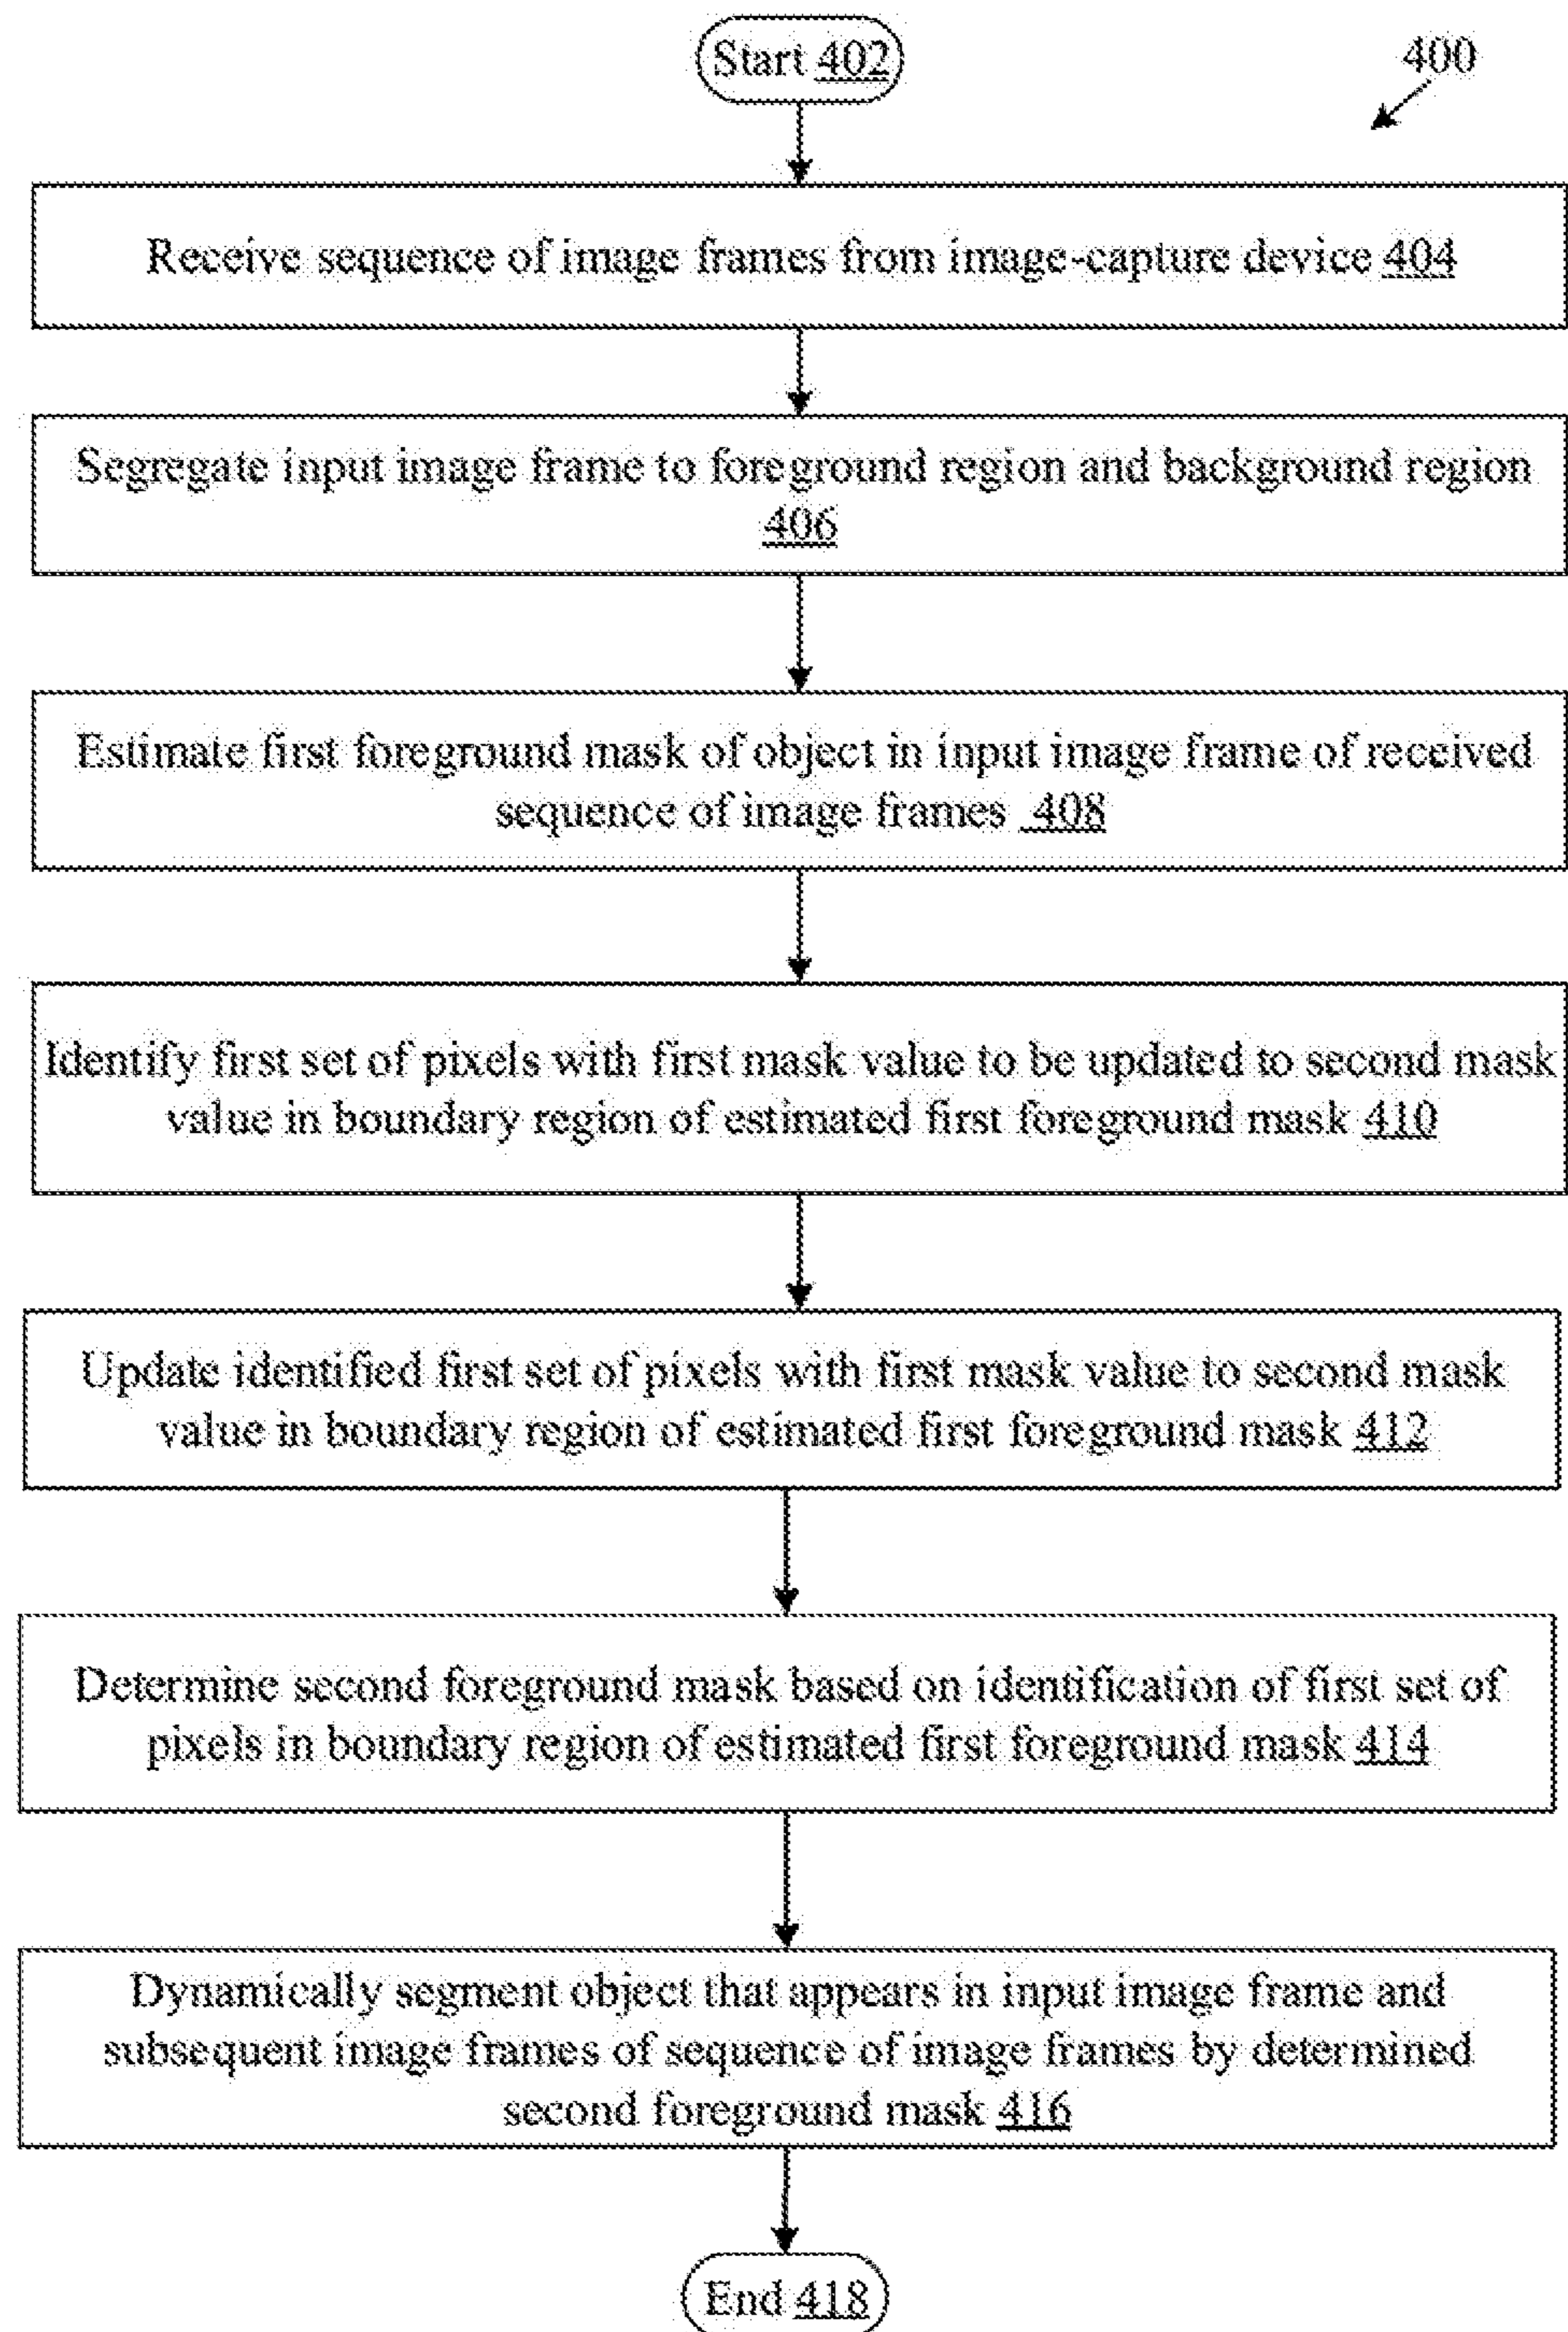 Start 402
400
Receive sequence of image frames from image-capture device 404
Segregate input image frame to foreground region and background region
406
Estimate first foreground mask of object in input image frame of received
sequence of image frames 408
Identify first set of pixels with first mask value to be updated to second mask
value in boundary region of estimated first foreground mask 410
Update identified first set of pixels with first mask value to second mask
value in boundary region of estimated first foreground mask 412
Determine second foreground mask based on identification of first set of
pixels in boundary region of estimated first foreground mask 414
Dynamically segment object that appears in input image frame and
subsequent image frames of sequence of image frames by determined
second foreground mask 416
End 418